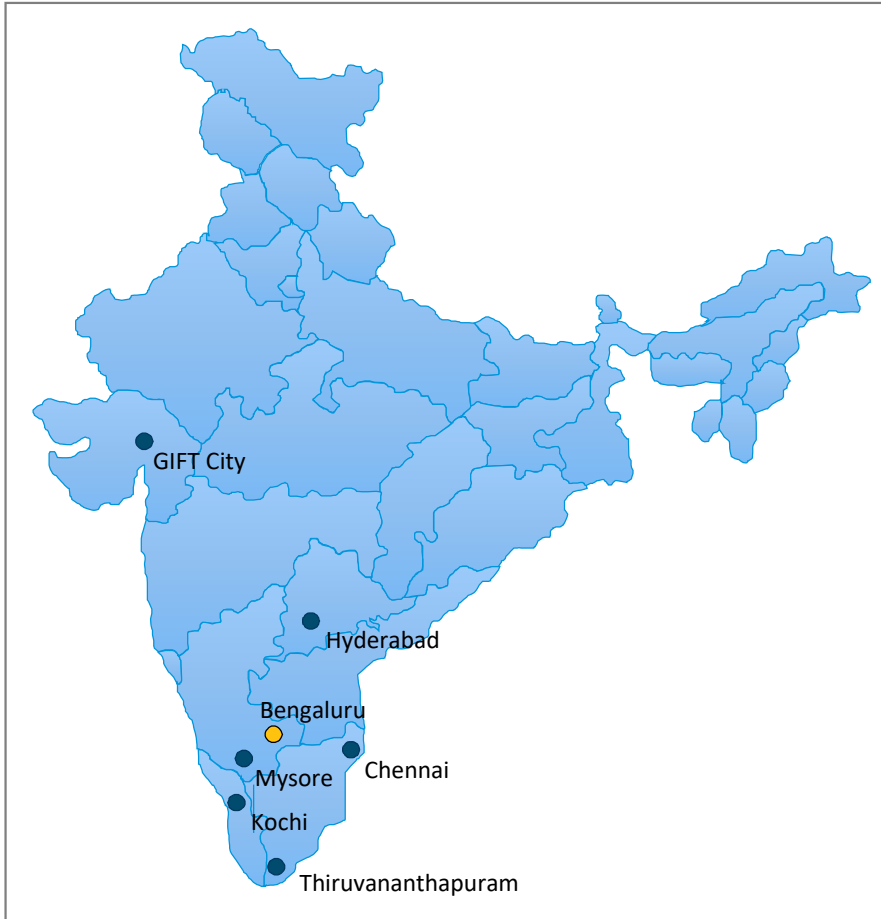 GIFT City
Hyderabad
Bengaluru
Chennai
Mysore
Kochi
Thiruvananthapuram